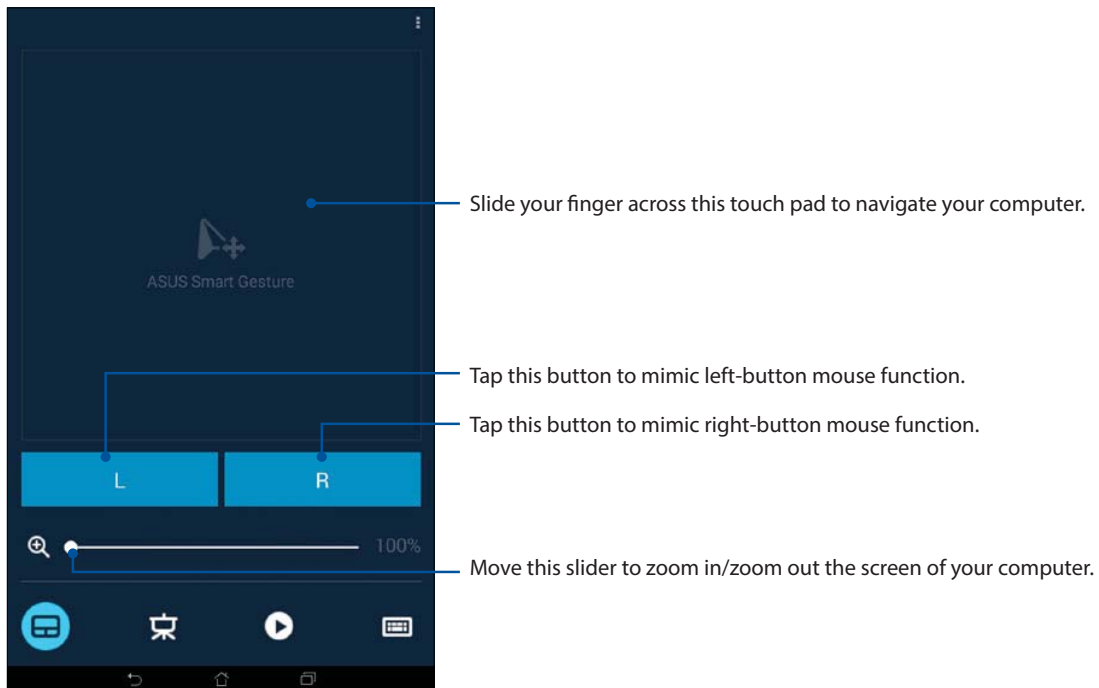 Slide your finger across this touch pad to navigate your computer.
ASUS Smart Gesture
Tap this button to mimic left-button mouse function.
Tap this button to mimic right-button mouse function.
L R
100%
Move this slider to zoom in/zoom out the screen of your computer.